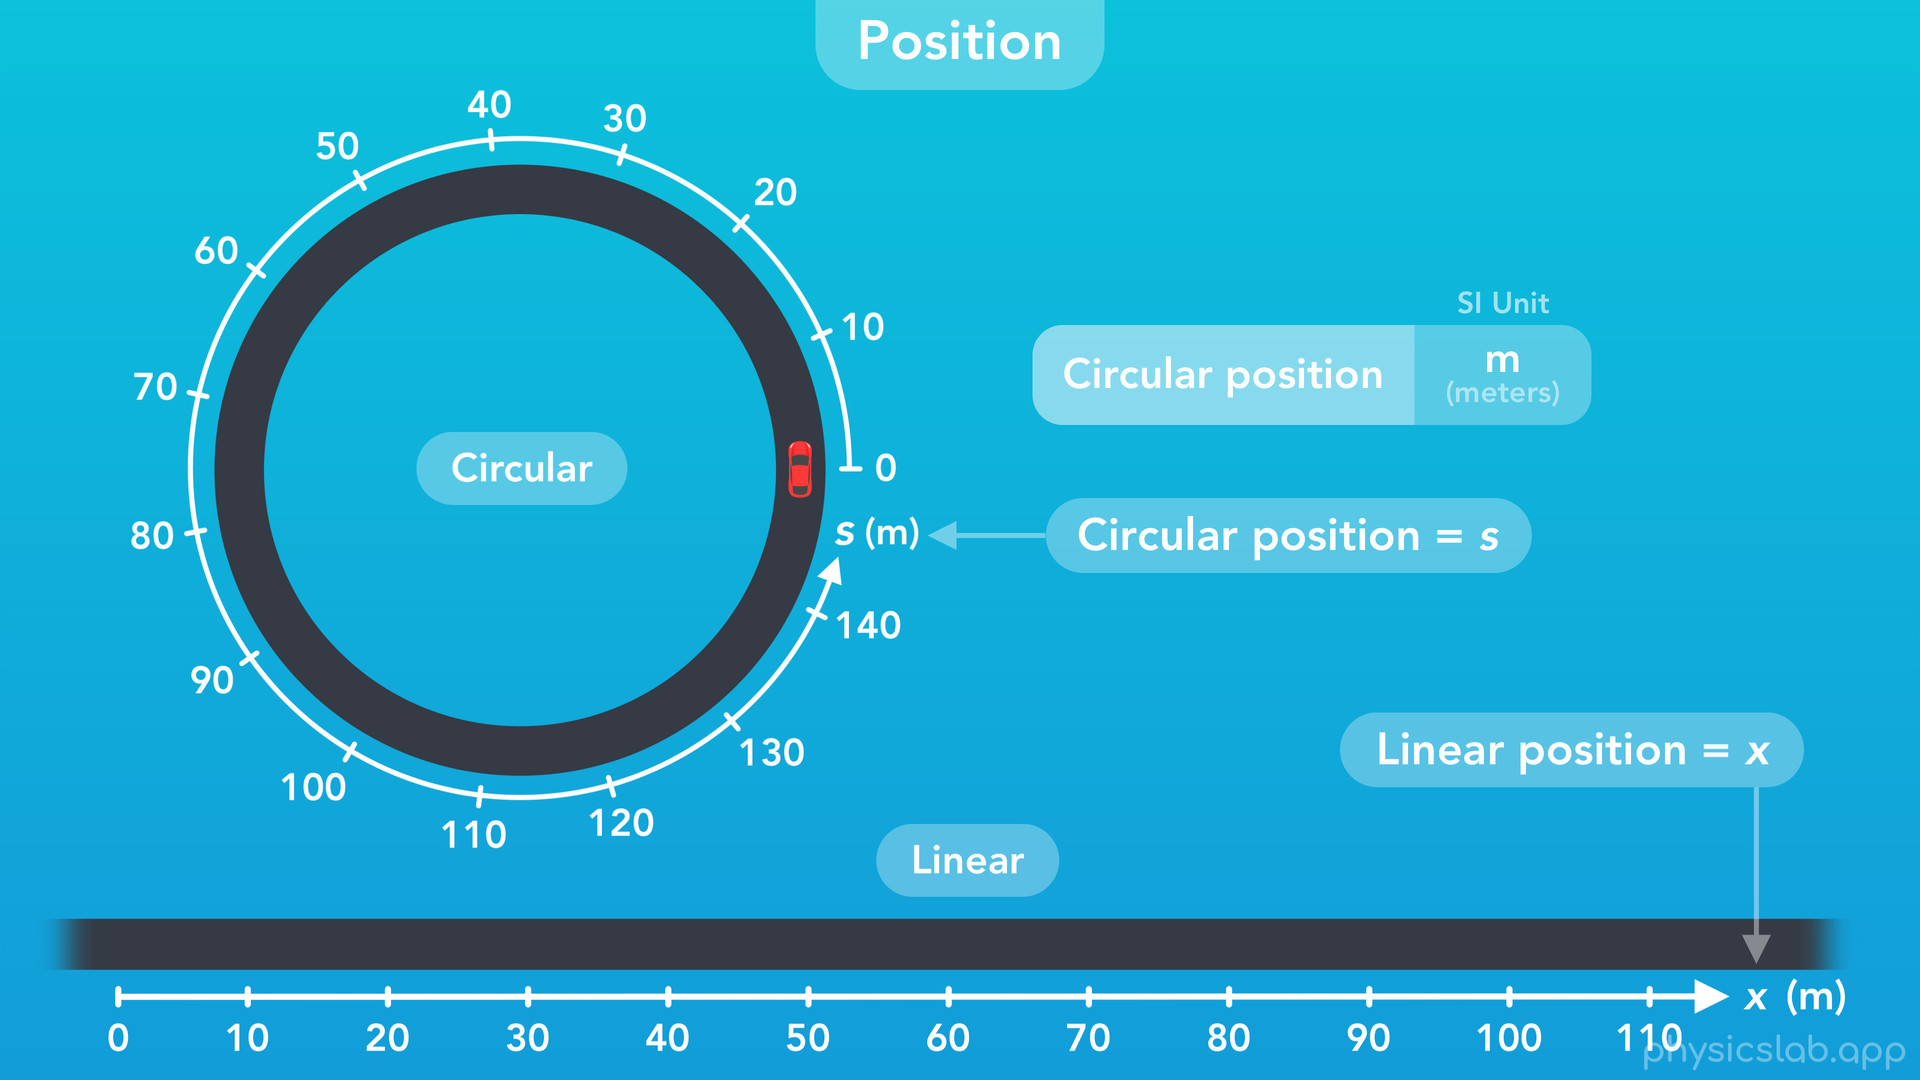 Position
40
30
50
20
60
10
70
0
80
s (m)
140
90
130
100
120
110
Circular
SI Unit
Circular position
m
(meters)
Circular position = s
Linear position = x
Linear
x (m)
0 10 20 30 40 50 60 70 80 90 100 110
physicslab.app